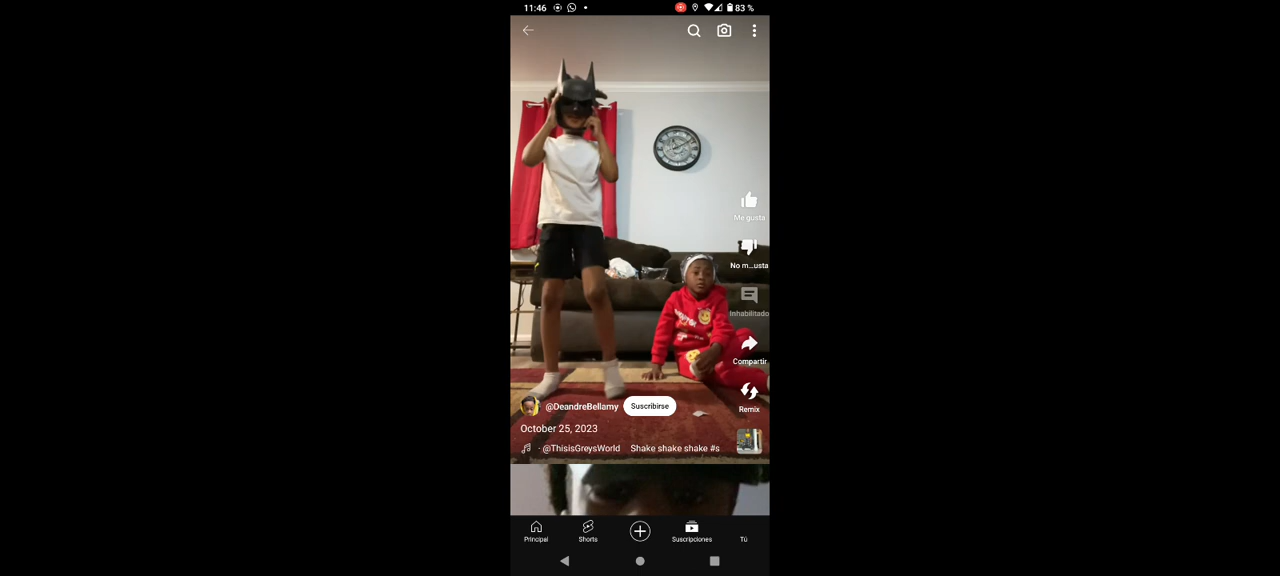 11:46
83 %
Me gusta
No m...usta
Inhabilitado
Compartir
Remix
@DeandreBellamy
Suscribirse
October 25, 2023
· @ThisisGreysWorld Shake shake shake #s
Principal
Shorts
Suscripciones
Tú